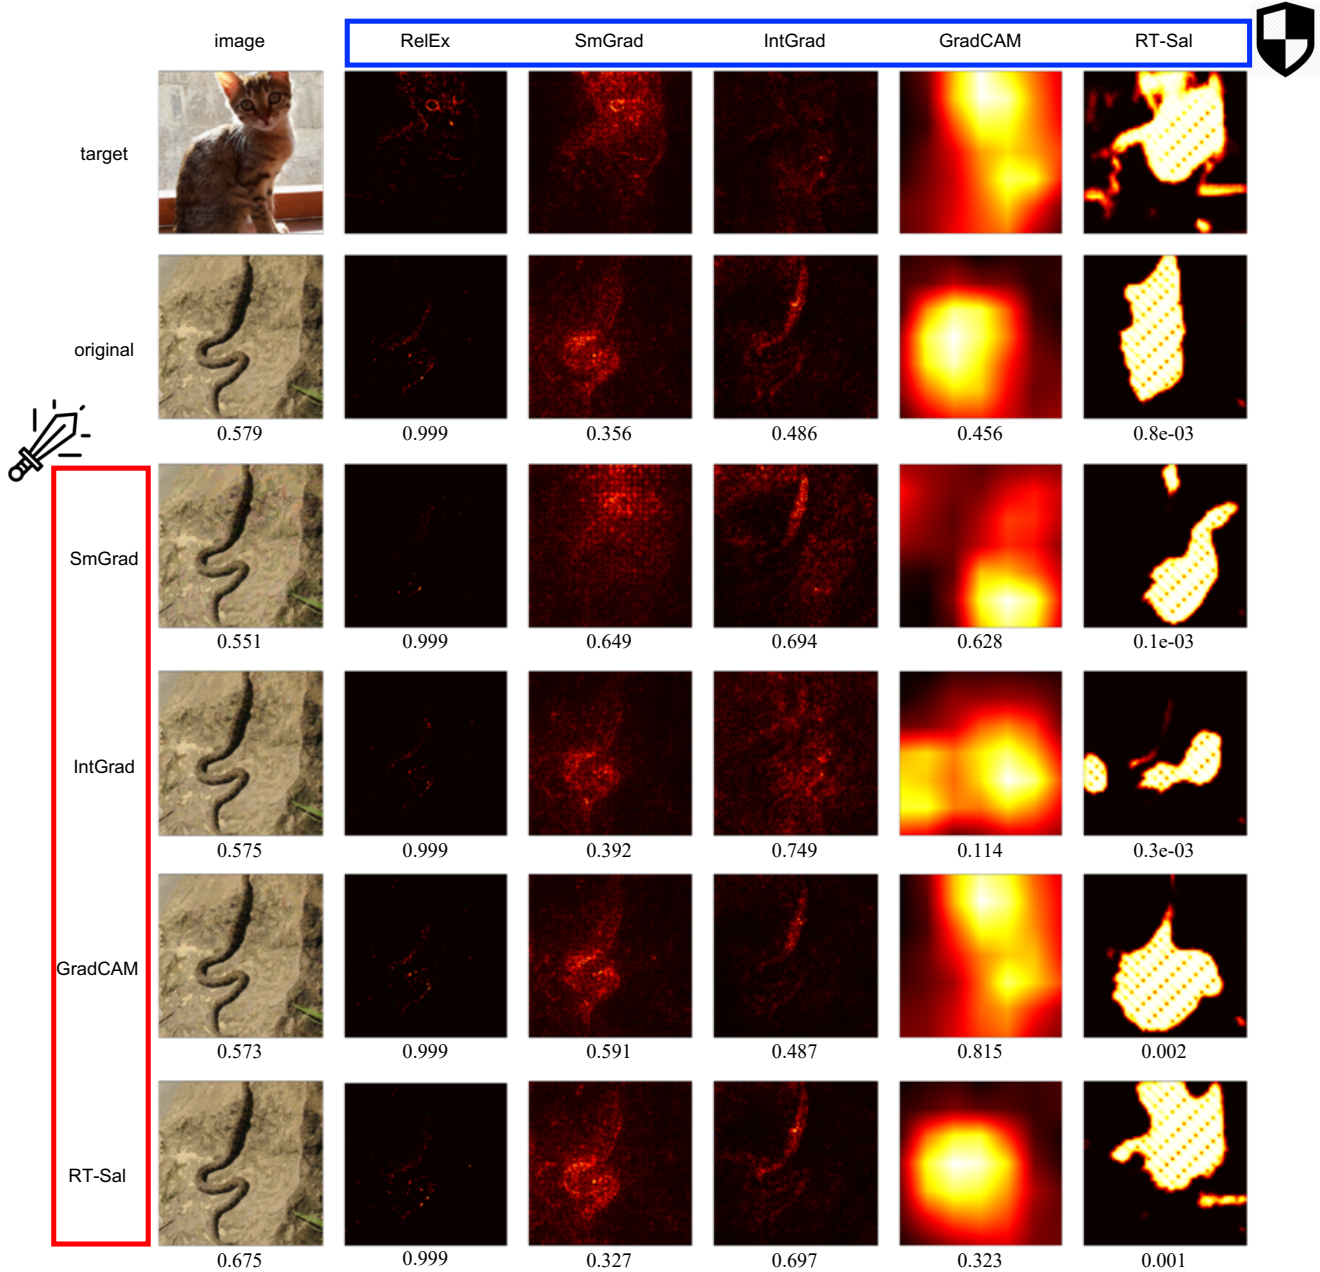 image RelEx SmGrad IntGrad GradCAM RT-Sal
target
original
0.579 0.999 0.356 0.486 0.456 0.8e-03
SmGrad
0.551 0.999 0.649 0.694 0.628 0.1e-03
IntGrad
0.575 0.999 0.392 0.749 0.114 0.3e-03
GradCAM
0.573 0.999 0.591 0.487 0.815 0.002
RT-Sal
0.675 0.999 0.327 0.697 0.323 0.001